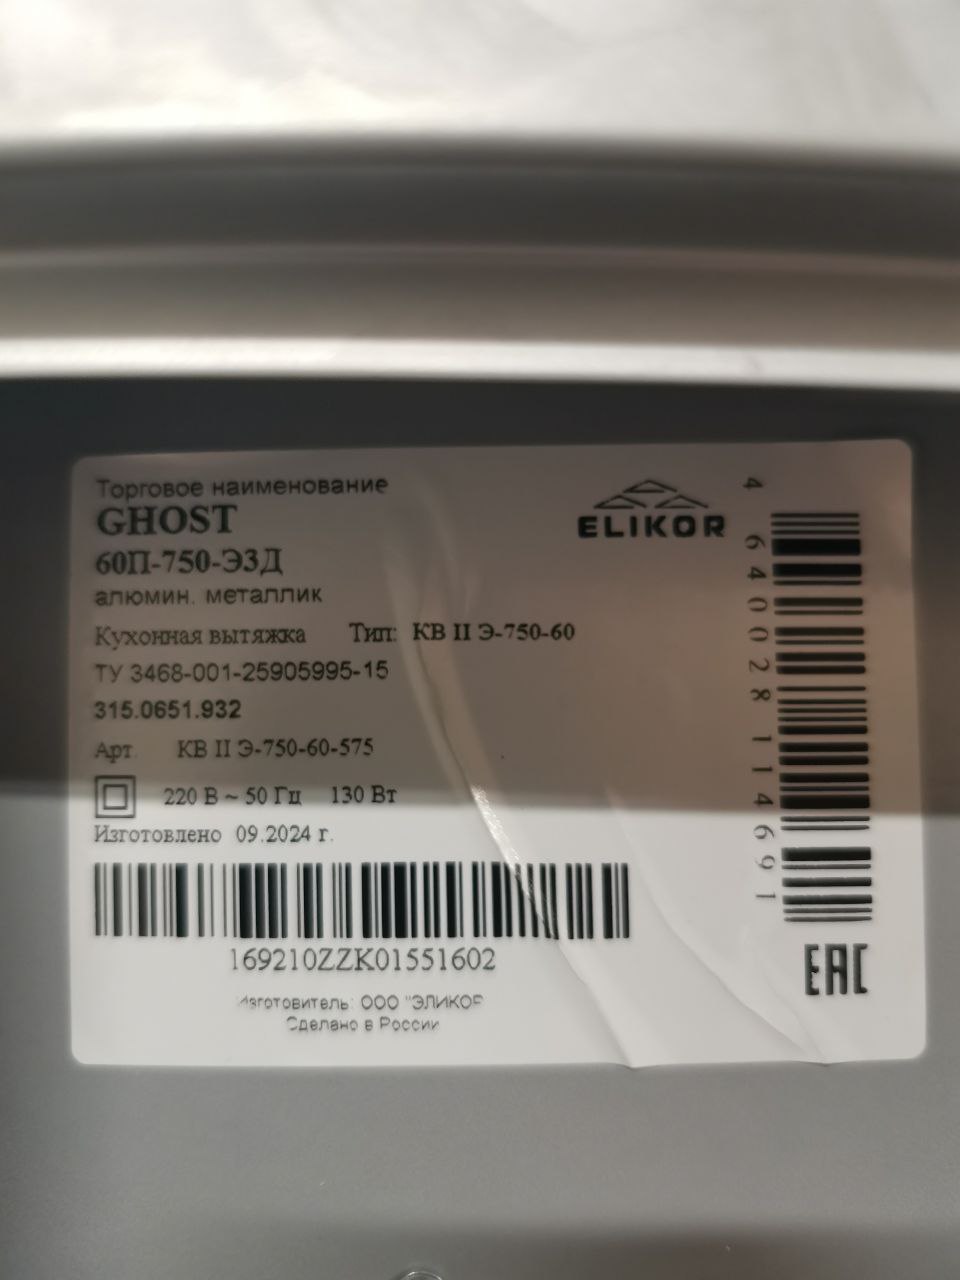 Торговое наименование
GHOST
60П-750-Э3Д
алюмин. металлик
Кухонная вытяжка Тип: КВ II Э-750-60
ТУ 3468-001-25905995-15
315.0651.932
Арт. КВ II Э-750-60-575
220 В ~ 50 Гц 130 Вт
Изготовлено 09.2024 г.
169210ZZK01551602
Изготовитель: ООО "ЭЛИКОР
Сделано в России
ELIKOR
4 640028 114691
EAC